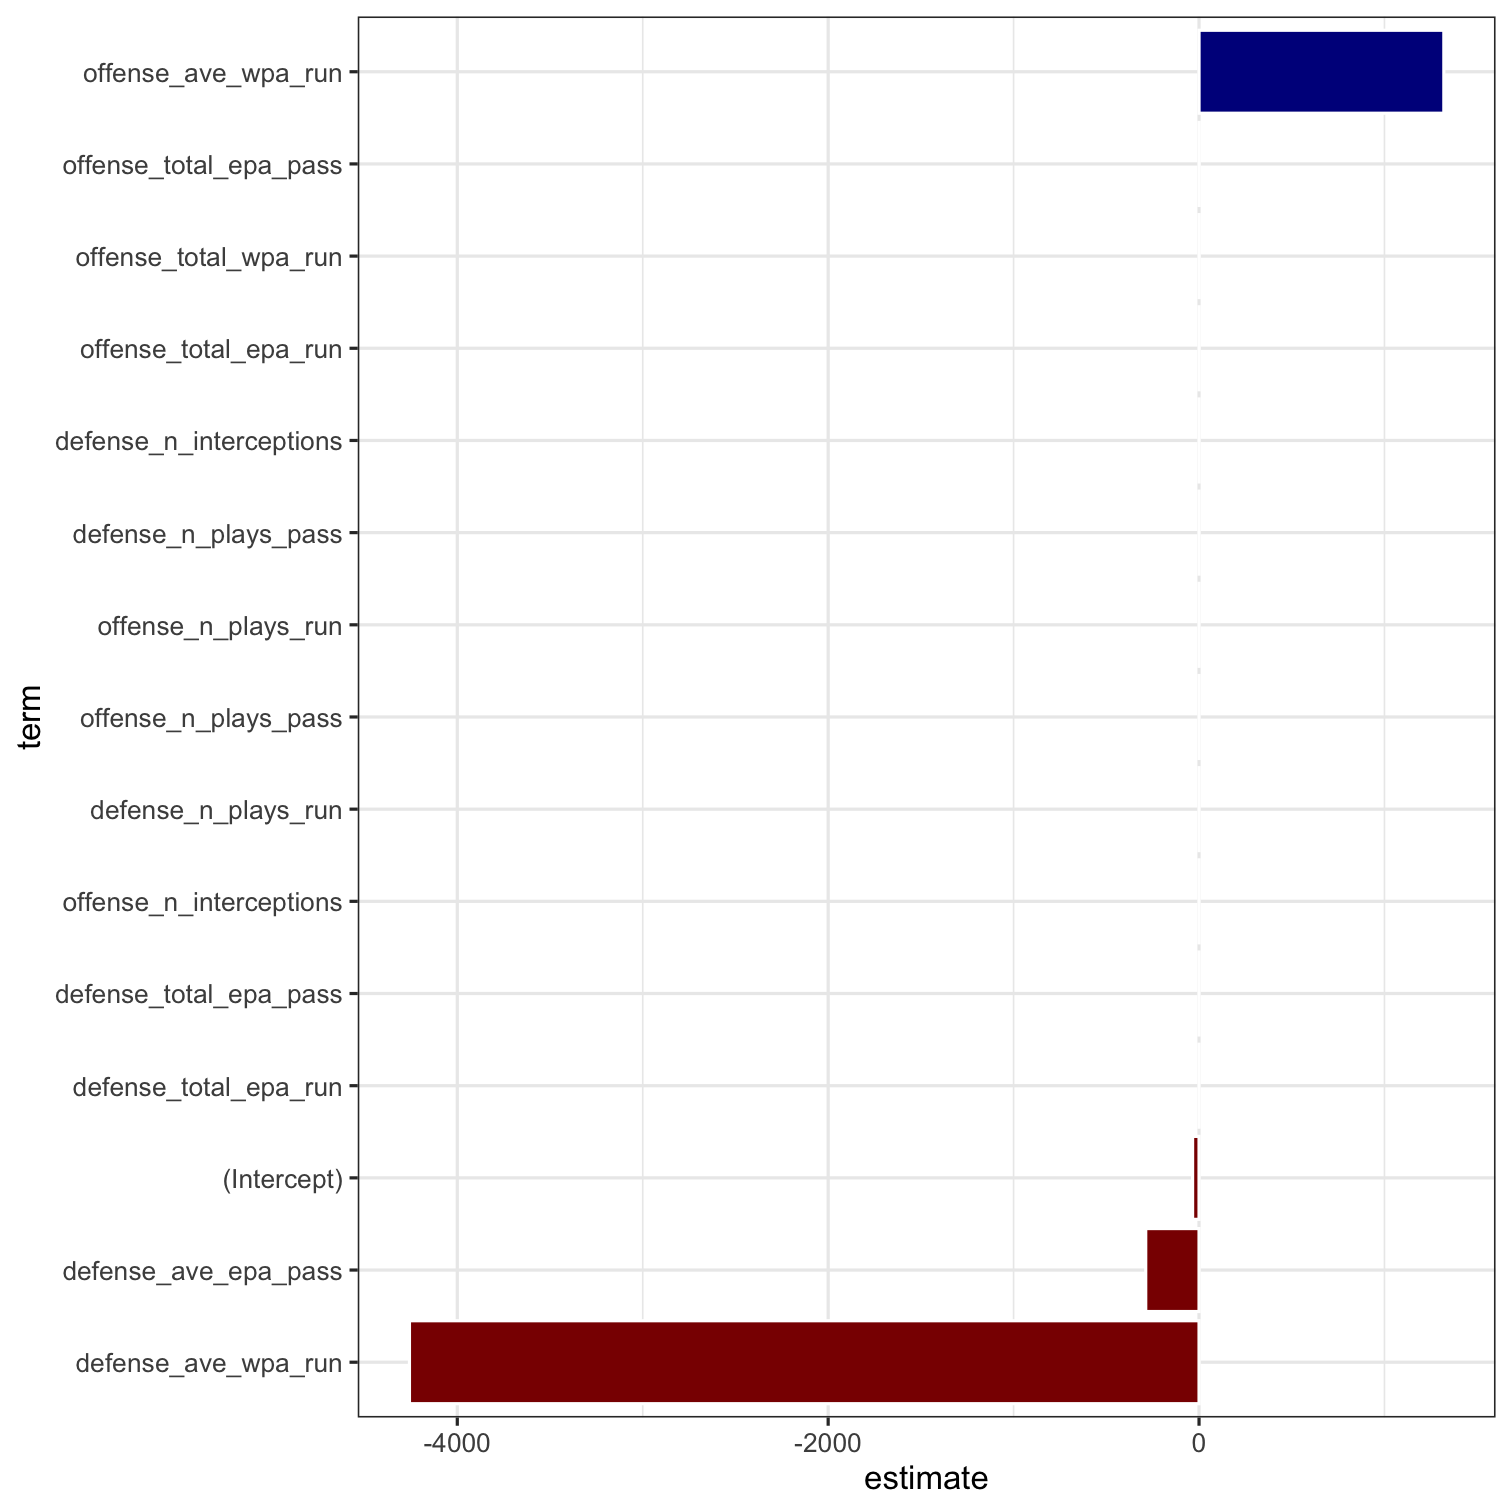 offense_ave_wpa_run
offense_total_epa_pass
offense_total_wpa_run
offense_total_epa_run
defense_n_interceptions
defense_n_plays_pass
offense_n_plays_run
offense_n_plays_pass
defense_n_plays_run
offense_n_interceptions
defense_total_epa_pass
defense_total_epa_run
(Intercept)
defense_ave_epa_pass
defense_ave_wpa_run
term
-4000 -2000 0
estimate